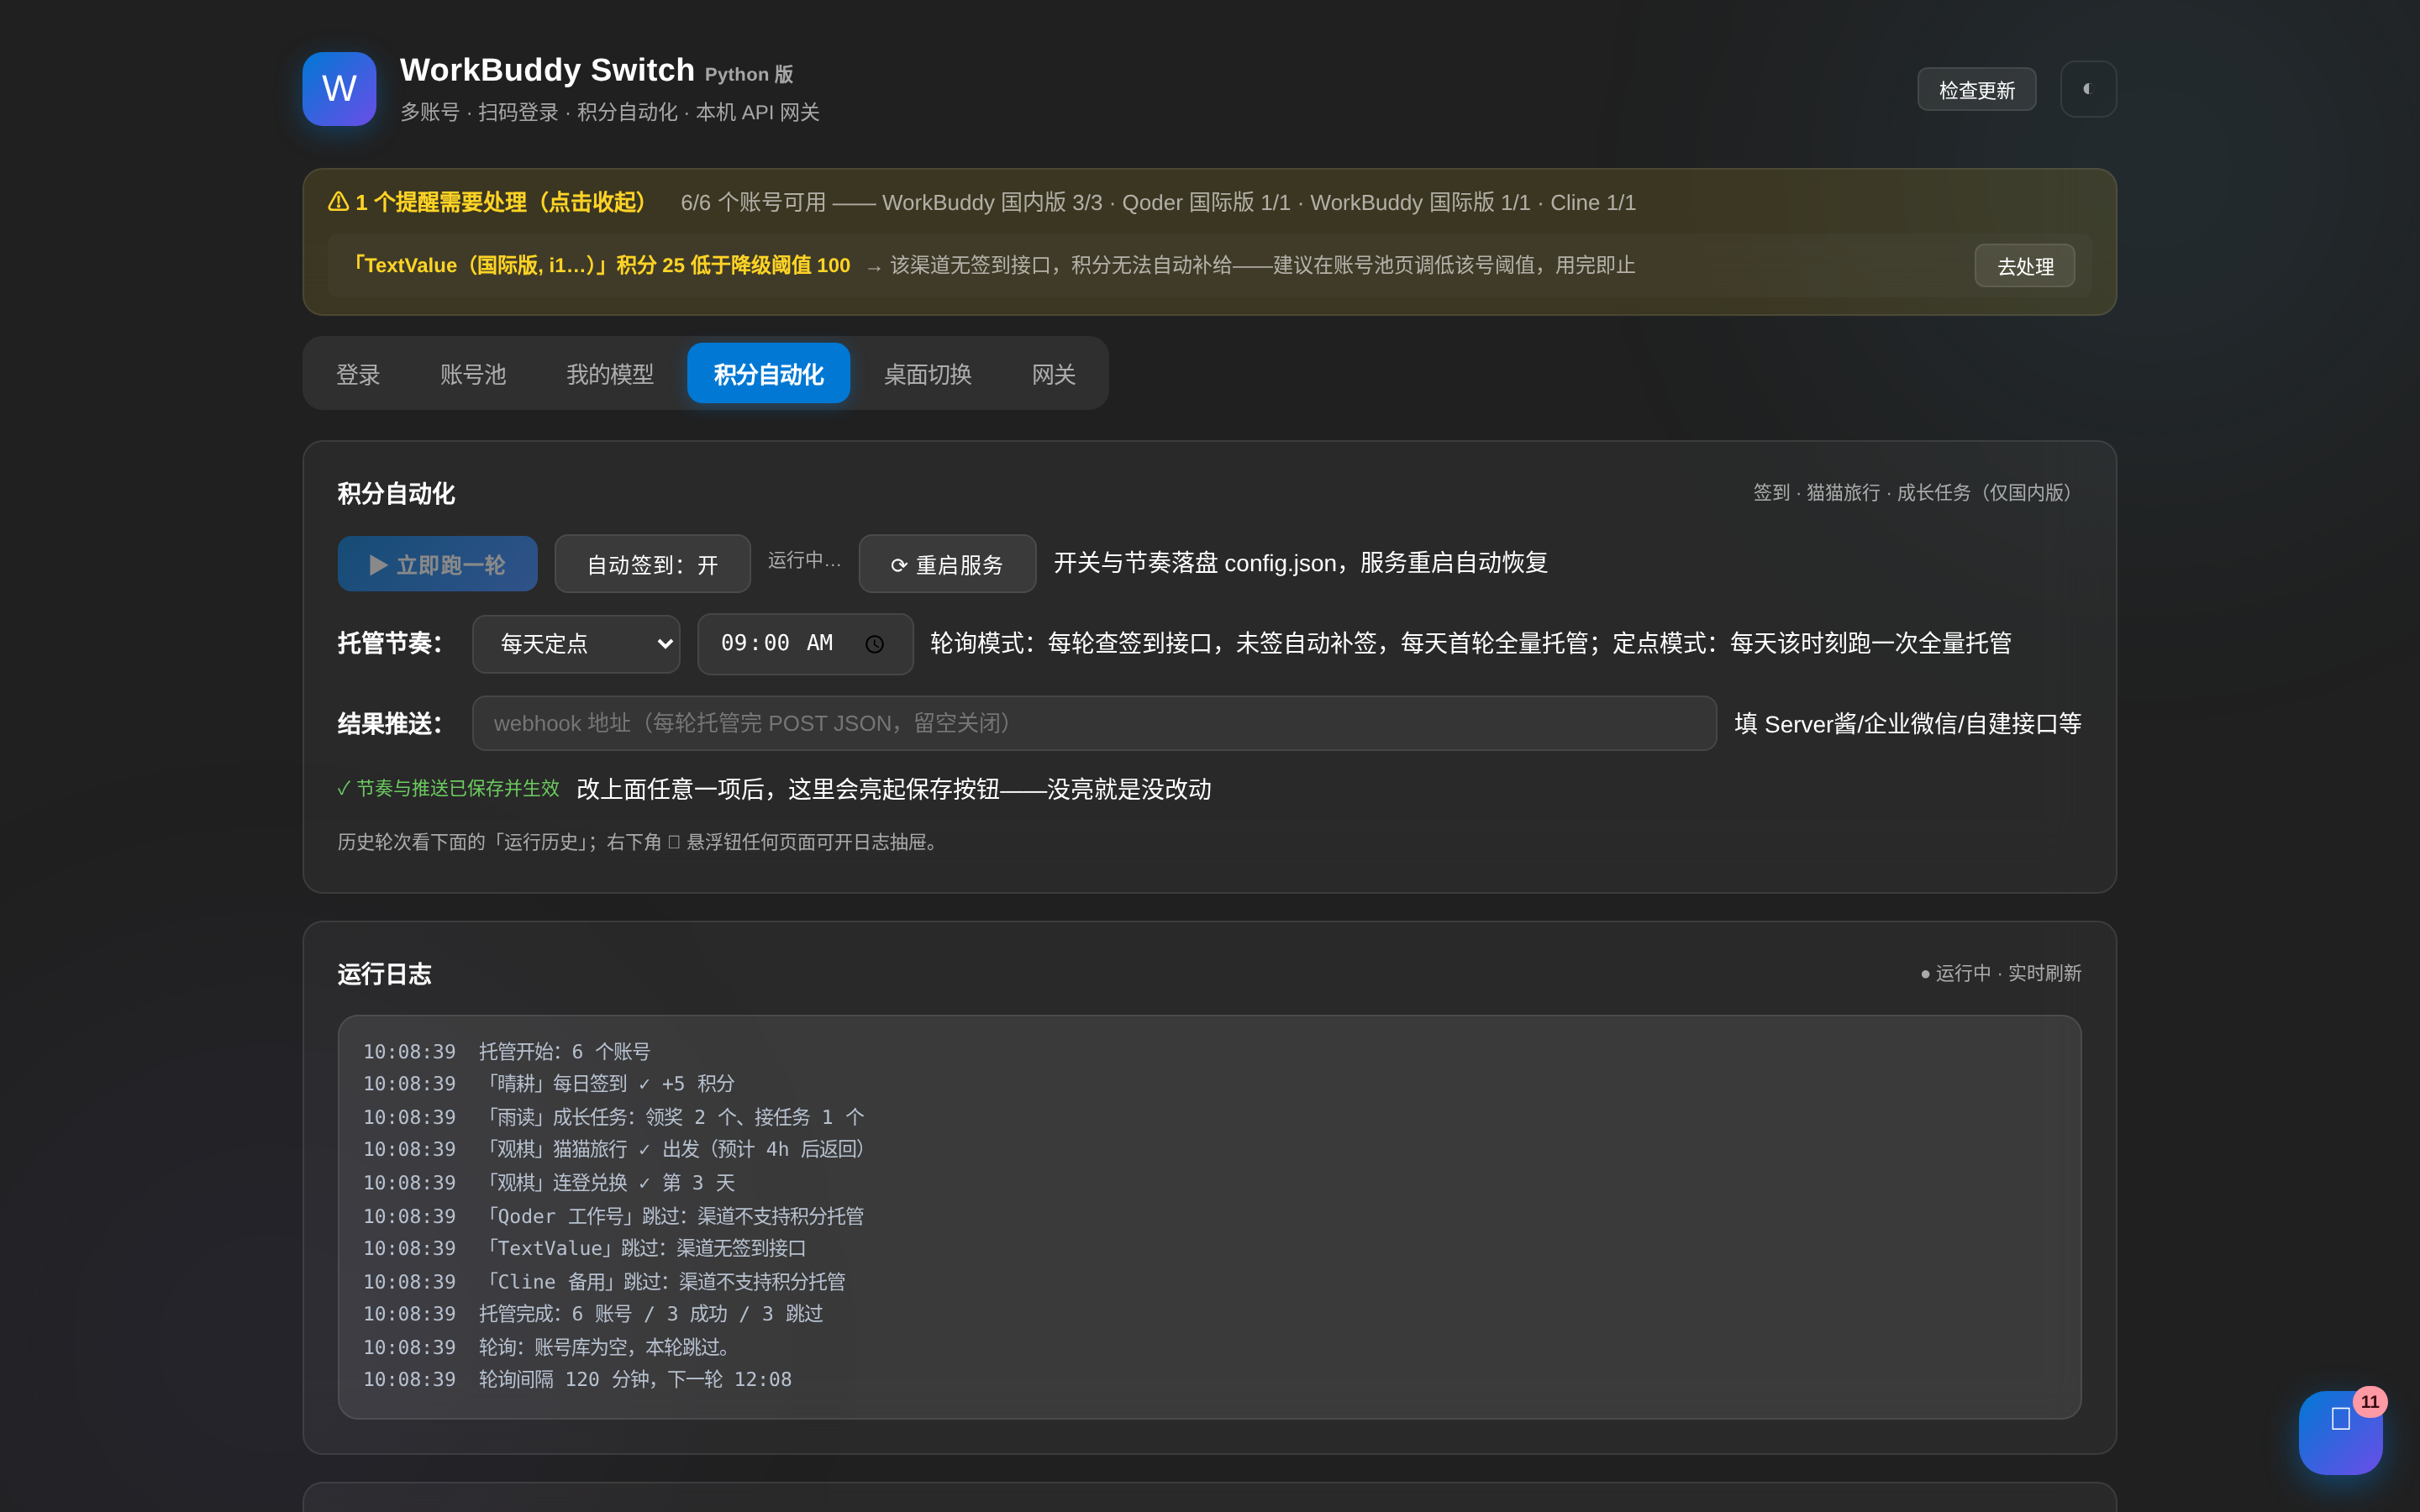 W
WorkBuddy Switch Python 版
多账号 · 扫码登录 · 积分自动化 · 本机 API 网关
检查更新
⚠ 1 个提醒需要处理（点击收起） 6/6 个账号可用 —— WorkBuddy 国内版 3/3 · Qoder 国际版 1/1 · WorkBuddy 国际版 1/1 · Cline 1/1
「TextValue（国际版, i1…）」积分 25 低于降级阈值 100 → 该渠道无签到接口，积分无法自动补给——建议在账号池页调低该号阈值，用完即止
去处理
登录 账号池 我的模型 积分自动化 桌面切换 网关
积分自动化
签到 · 猫猫旅行 · 成长任务（仅国内版）
▶ 立即跑一轮 自动签到：开 运行中… ⟳ 重启服务 开关与节奏落盘 config.json，服务重启自动恢复
托管节奏： 每天定点 09:00 AM 轮询模式：每轮查签到接口，未签自动补签，每天首轮全量托管；定点模式：每天该时刻跑一次全量托管
结果推送： webhook 地址（每轮托管完 POST JSON，留空关闭） 填 Server酱/企业微信/自建接口等
✓ 节奏与推送已保存并生效 改上面任意一项后，这里会亮起保存按钮——没亮就是没改动
历史轮次看下面的「运行历史」；右下角 悬浮钮任何页面可开日志抽屉。
运行日志
● 运行中 · 实时刷新
10:08:39 托管开始：6 个账号
10:08:39 「晴耕」每日签到 ✓ +5 积分
10:08:39 「雨读」成长任务：领奖 2 个、接任务 1 个
10:08:39 「观棋」猫猫旅行 ✓ 出发（预计 4h 后返回）
10:08:39 「观棋」连登兑换 ✓ 第 3 天
10:08:39 「Qoder 工作号」跳过：渠道不支持积分托管
10:08:39 「TextValue」跳过：渠道无签到接口
10:08:39 「Cline 备用」跳过：渠道不支持积分托管
10:08:39 托管完成：6 账号 / 3 成功 / 3 跳过
10:08:39 轮询：账号库为空，本轮跳过。
10:08:39 轮询间隔 120 分钟，下一轮 12:08
11